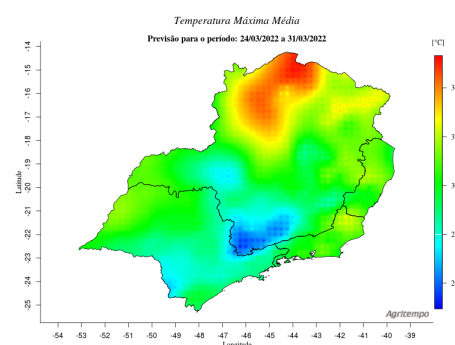 Temperatura Máxima Média
Previsão para o período: 24/03/2022 a 31/03/2022
[°C]
-14
-15
-16
-17
-18
-19
-20
-21
-22
-23
-24
-25
Latitude
-54 -53 -52 -51 -50 -49 -48 -47 -46 -45 -44 -43 -42 -41 -40 -39
Longitude
Agritempo